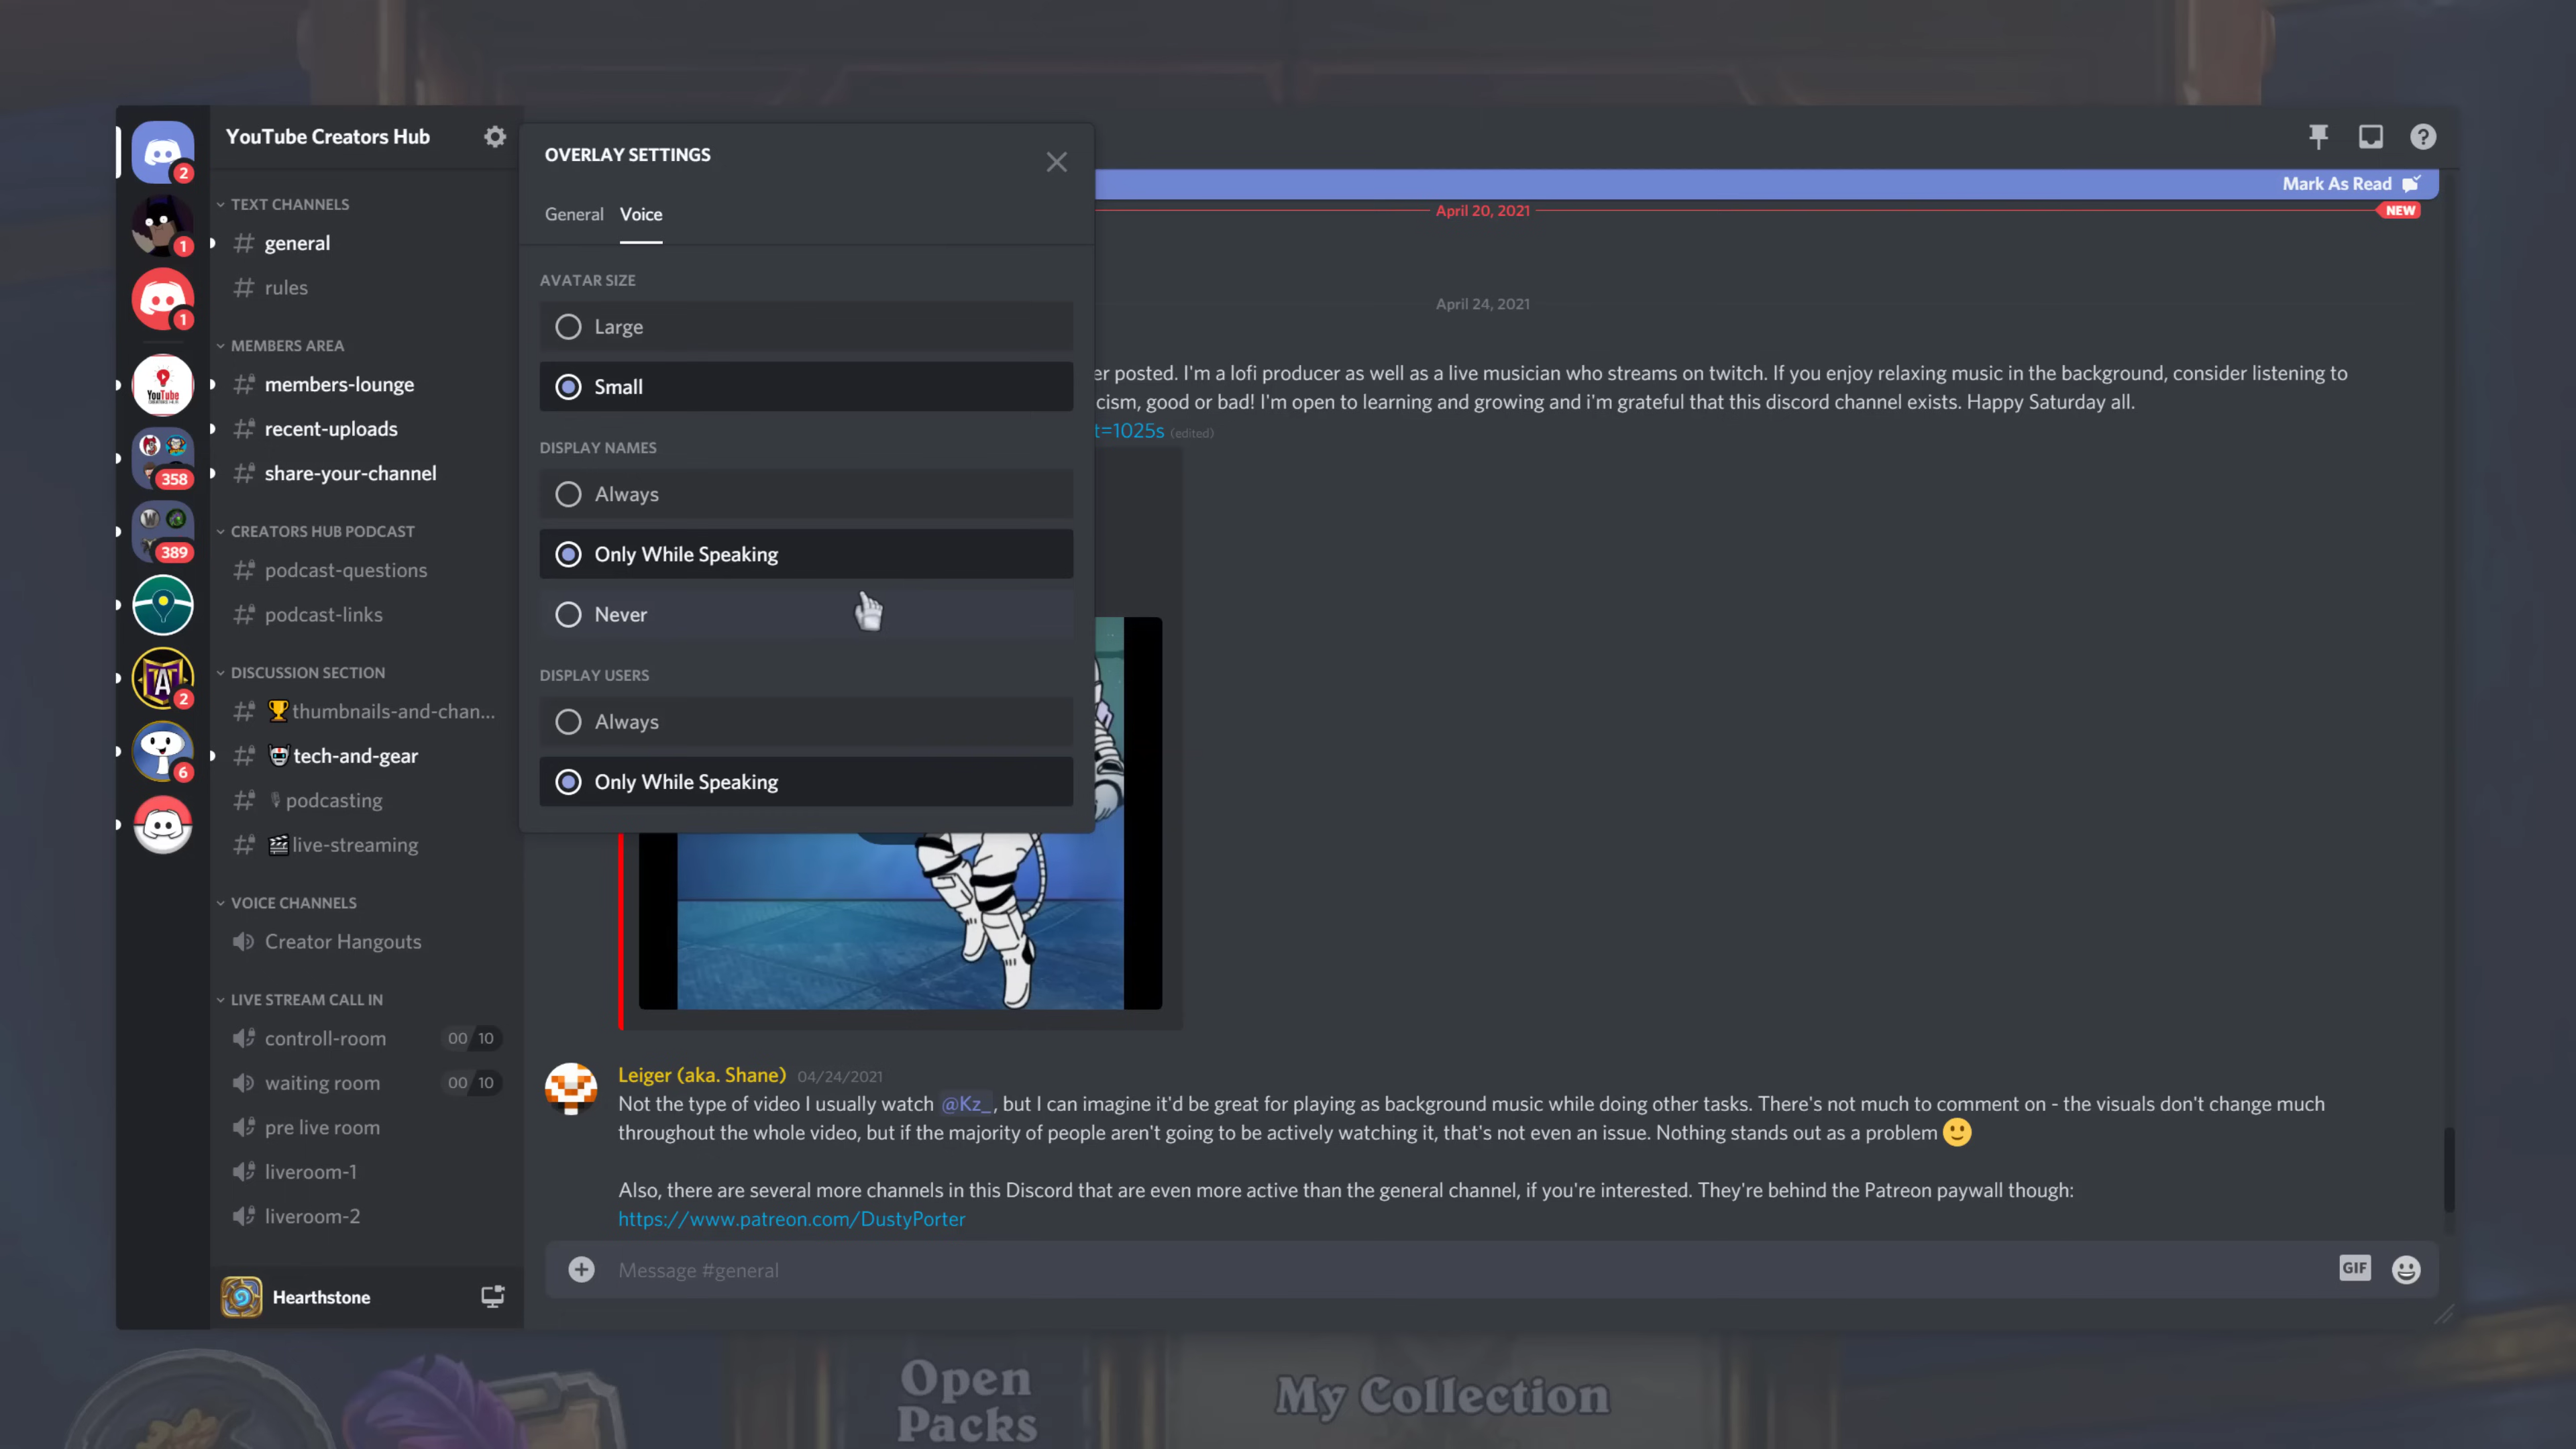 YouTube Creators Hub
2
1
1
YouTube
358
389
2
6
TEXT CHANNELS
general
rules
MEMBERS AREA
members-lounge
recent-uploads
share-your-channel
CREATORS HUB PODCAST
podcast-questions
podcast-links
DISCUSSION SECTION
🏆thumbnails-and-chan...
🤖tech-and-gear
🎙podcasting
🎬live-streaming
VOICE CHANNELS
Creator Hangouts
LIVE STREAM CALL IN
controll-room 00 10
waiting room 00 10
pre live room
liveroom-1
liveroom-2
Hearthstone
OVERLAY SETTINGS
General Voice
AVATAR SIZE
Large
Small
DISPLAY NAMES
Always
Only While Speaking
Never
DISPLAY USERS
Always
Only While Speaking
Mark As Read
April 20, 2021 NEW
April 24, 2021
er posted. I'm a lofi producer as well as a live musician who streams on twitch. If you enjoy relaxing music in the background, consider listening to
cism, good or bad! I'm open to learning and growing and i'm grateful that this discord channel exists. Happy Saturday all.
t=1025s (edited)
Leiger (aka. Shane) 04/24/2021
Not the type of video I usually watch @Kz_, but I can imagine it'd be great for playing as background music while doing other tasks. There's not much to comment on - the visuals don't change much
throughout the whole video, but if the majority of people aren't going to be actively watching it, that's not even an issue. Nothing stands out as a problem 🙂
Also, there are several more channels in this Discord that are even more active than the general channel, if you're interested. They're behind the Patreon paywall though:
https://www.patreon.com/DustyPorter
Message #general
GIF
Open
Packs
My Collection